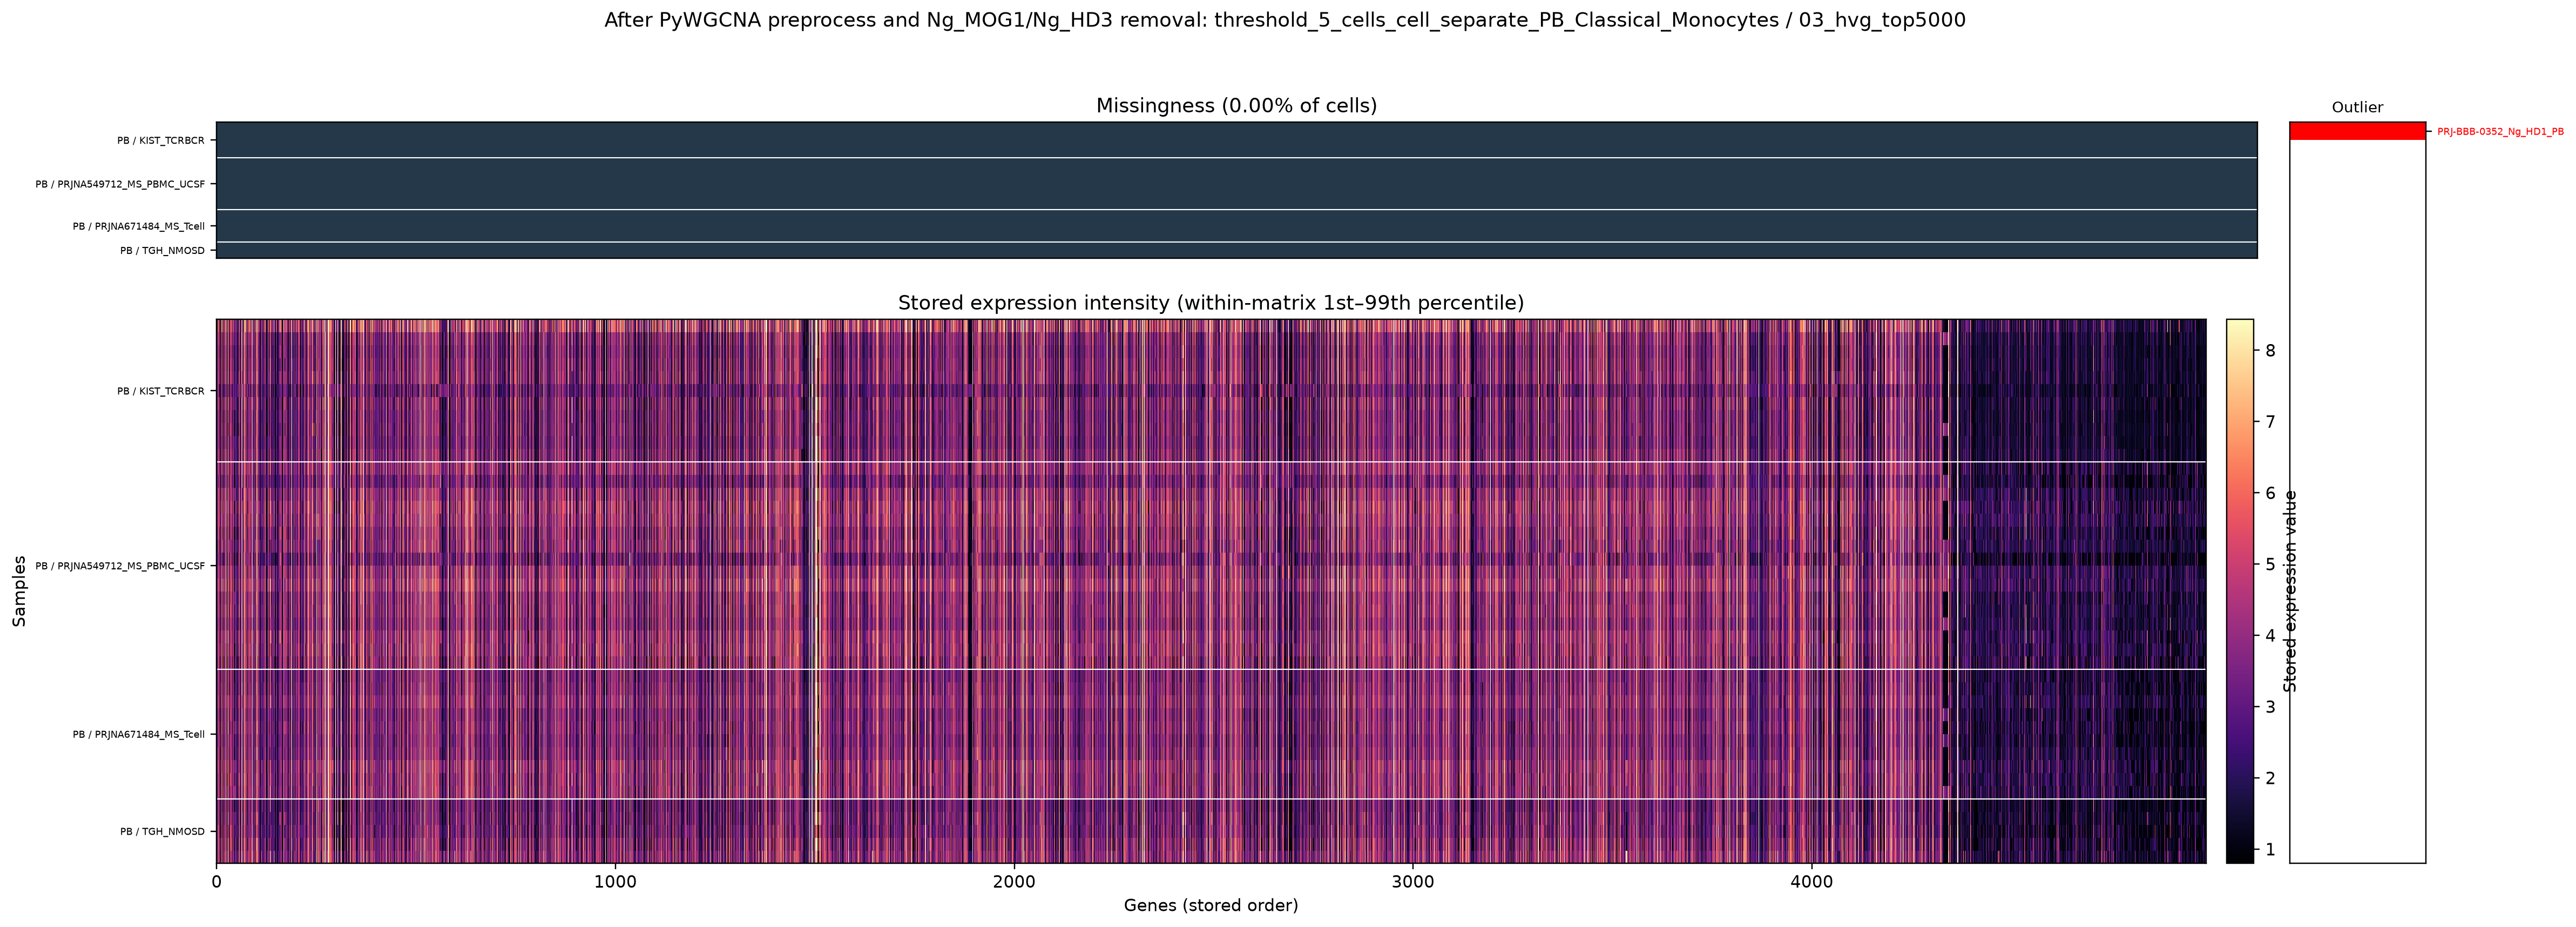 After PyWGCNA preprocess and Ng_MOG1/Ng_HD3 removal: threshold_5_cells_cell_separate_PB_Classical_Monocytes / 03_hvg_top5000
Missingness (0.00% of cells)
Outlier
PB / KIST_TCRBCR
PB / PRJNA549712_MS_PBMC_UCSF
PB / PRJNA671484_MS_Tcell
PB / TGH_NMOSD
PRJ-BBB-0352_Ng_HD1_PB
Stored expression intensity (within-matrix 1st–99th percentile)
Samples
PB / KIST_TCRBCR
PB / PRJNA549712_MS_PBMC_UCSF
PB / PRJNA671484_MS_Tcell
PB / TGH_NMOSD
0
1000
2000
3000
4000
Genes (stored order)
8
7
6
5
4
3
2
1
Stored expression value